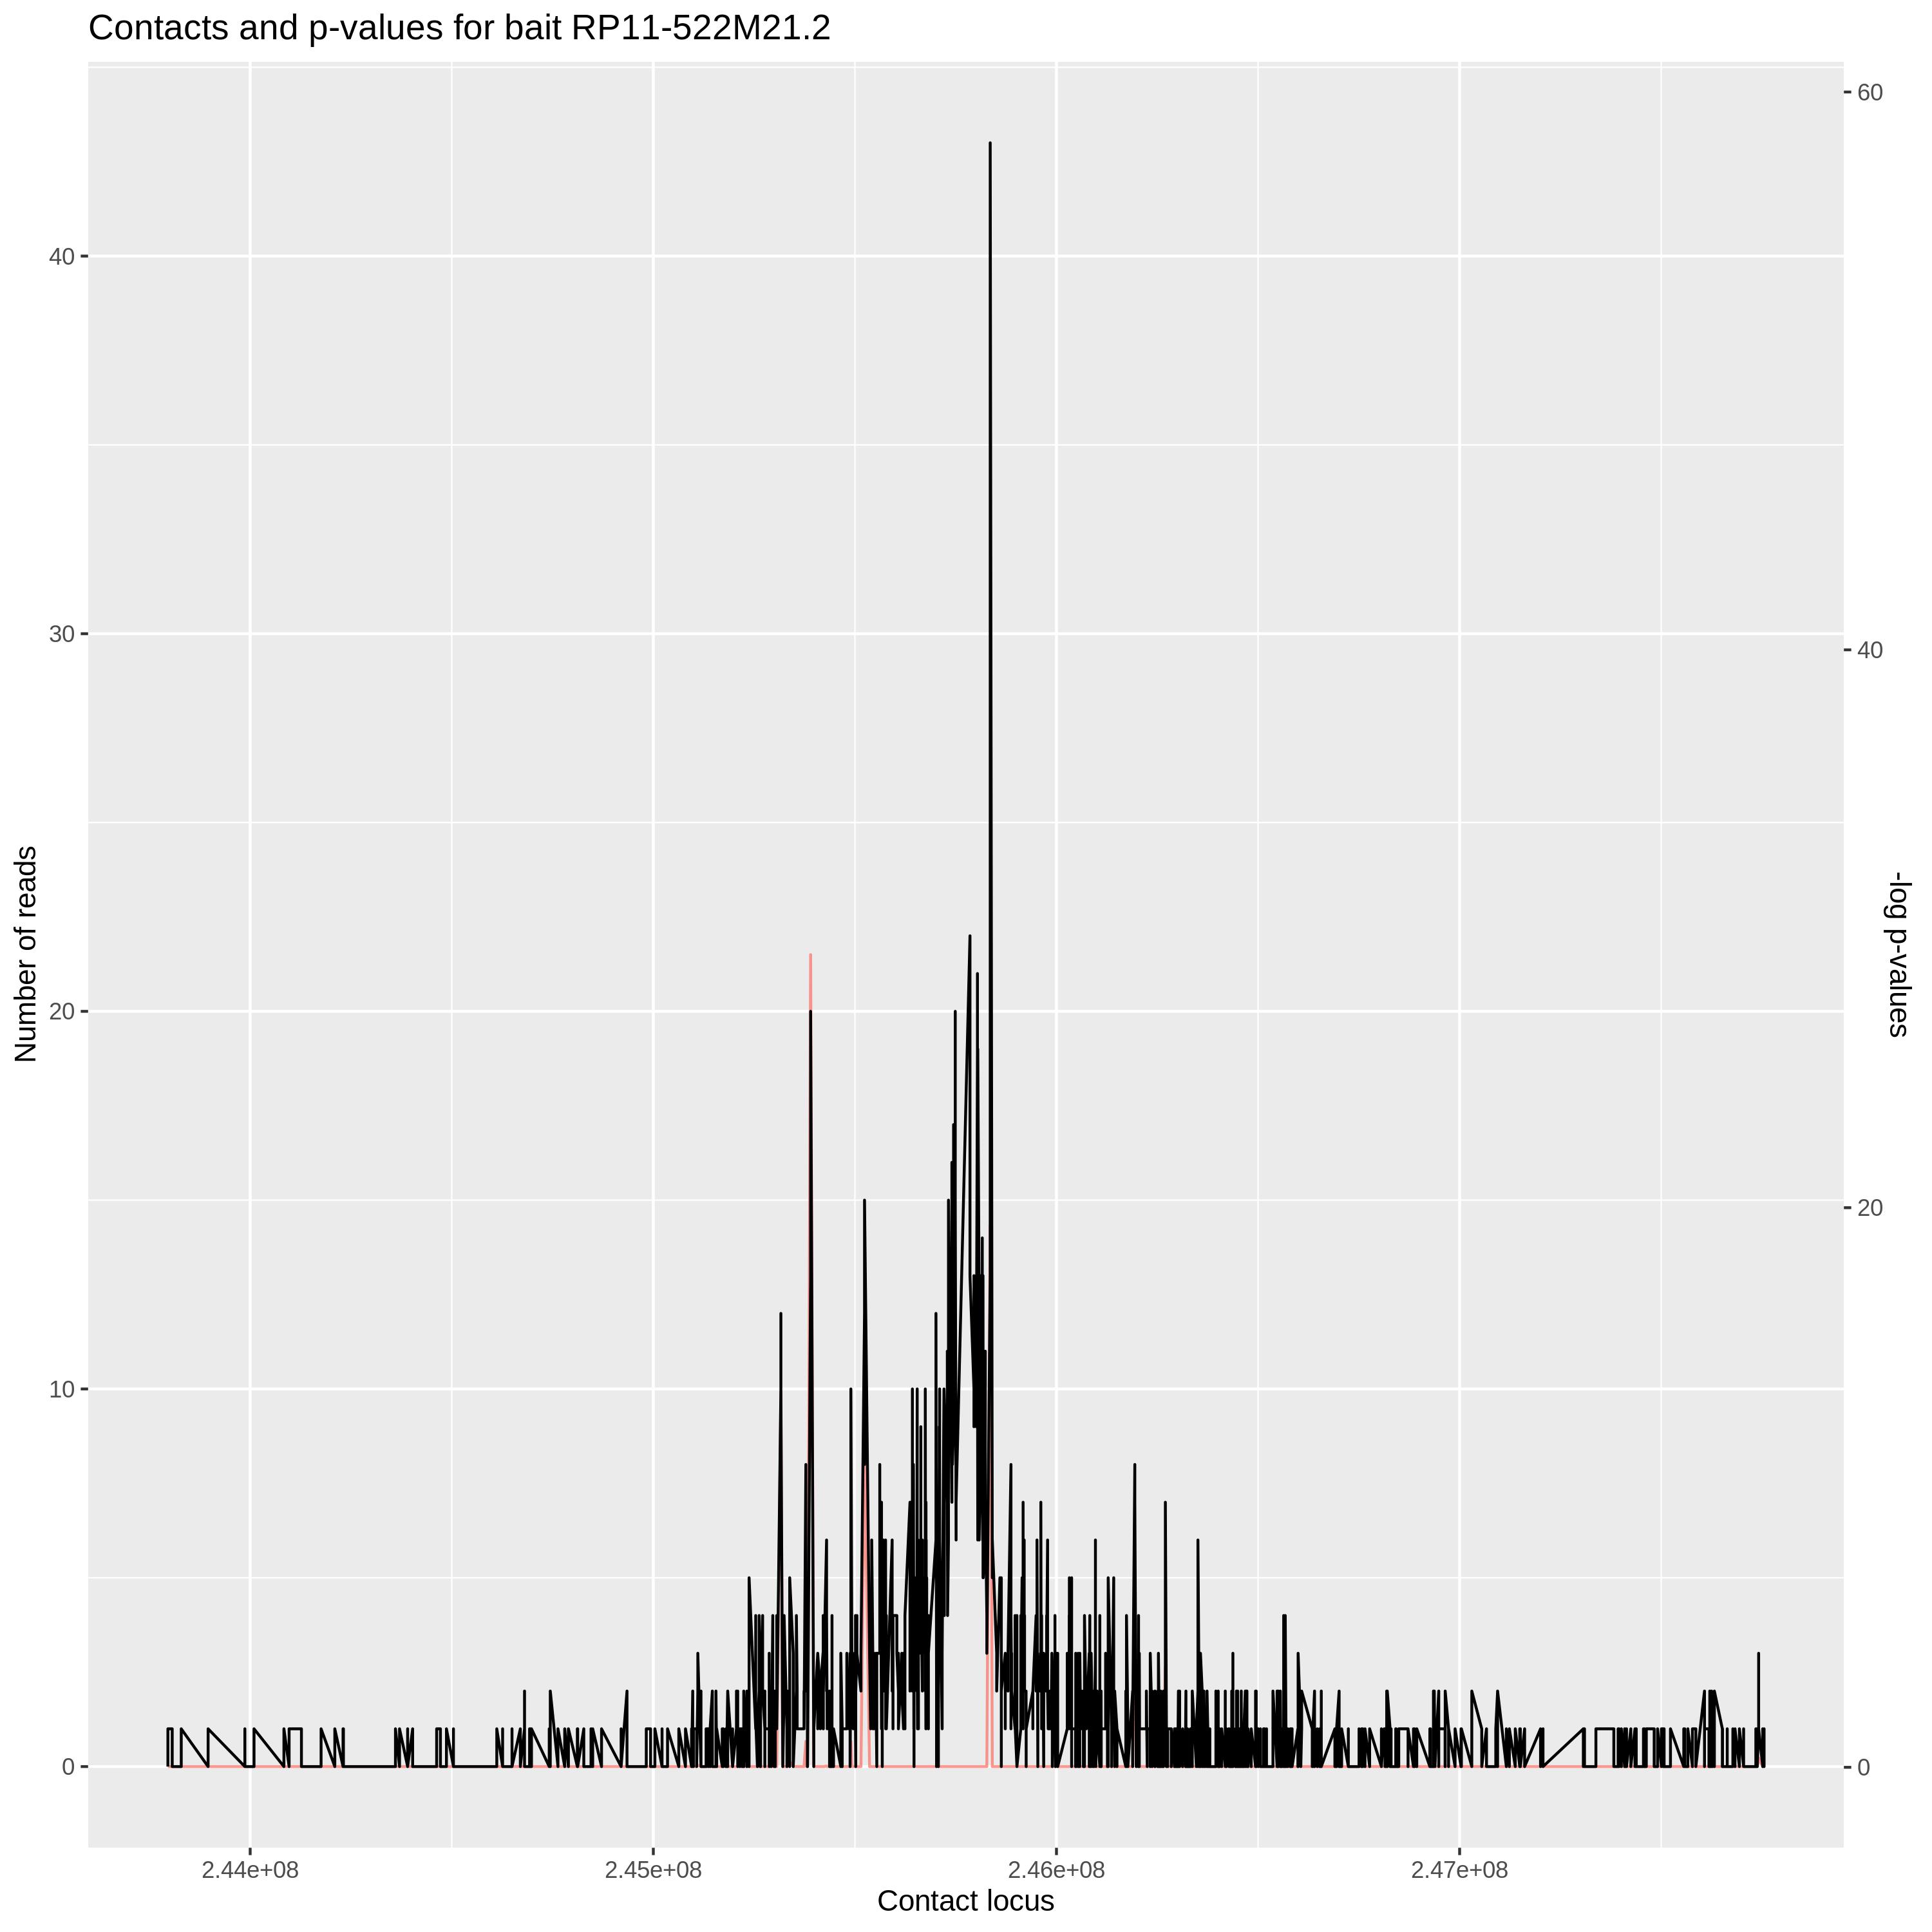 Contacts and p-values for bait RP11-522M21.2
60
40
40
30
Number of reads
-log p-values
20
20
10
0
0
2.44e+08
2.45e+08
2.46e+08
2.47e+08
Contact locus